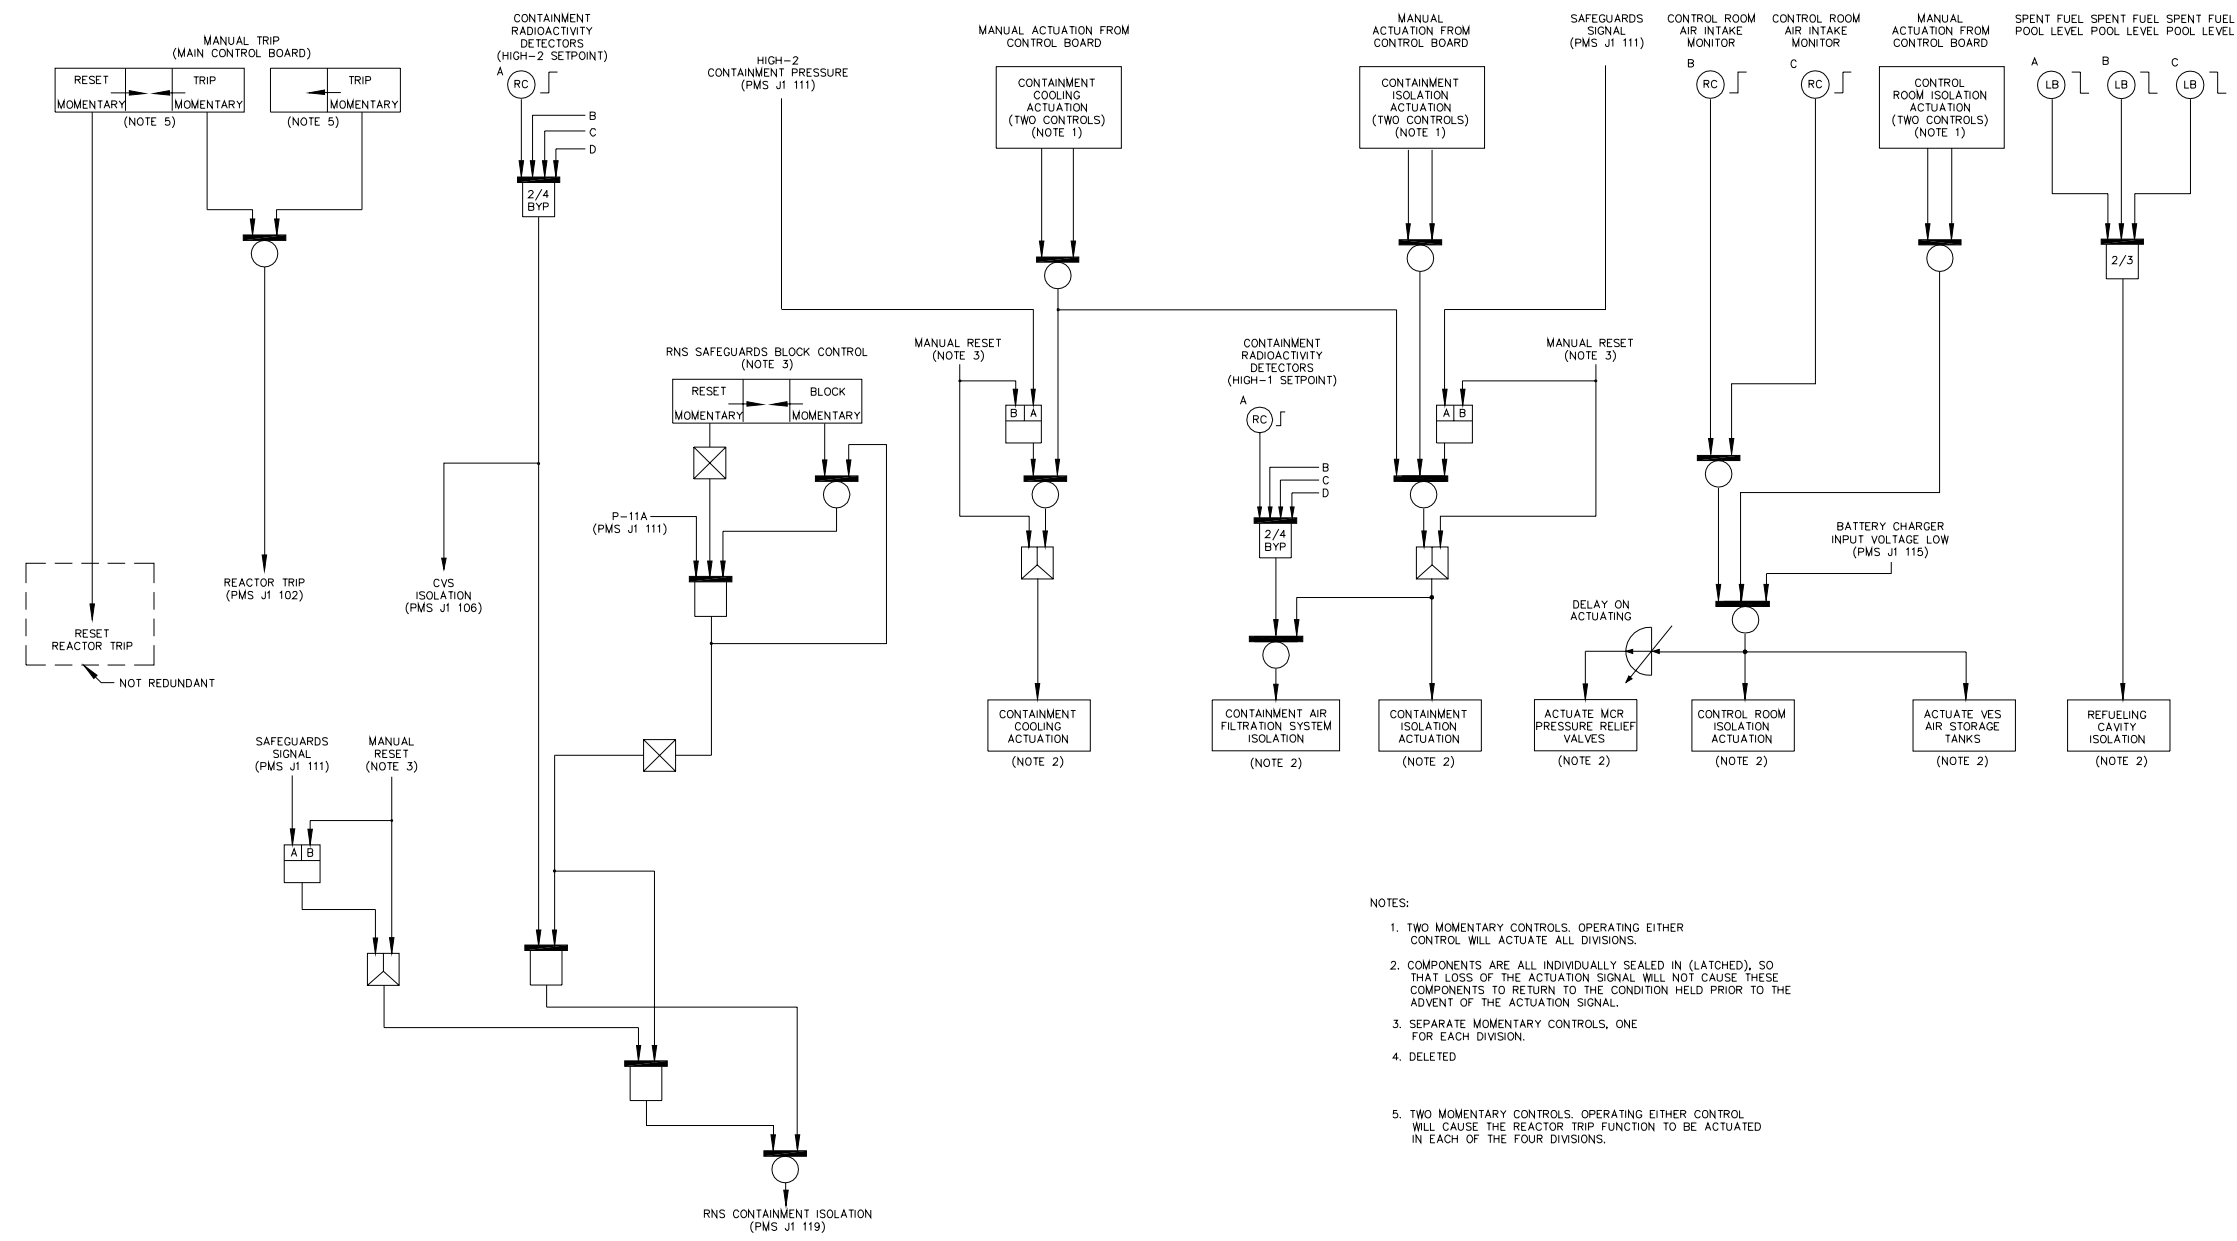 MANUAL TRIP
(MAIN CONTROL BOARD)
RESET
TRIP
MOMENTARY
MOMENTARY
(NOTE 5)
TRIP
MOMENTARY
(NOTE 5)
REACTOR TRIP
(PMS J1 102)
RESET
REACTOR TRIP
NOT REDUNDANT
CONTAINMENT
RADIOACTIVITY
DETECTORS
(HIGH-2 SETPOINT)
A
RC
B
C
D
2/4
BYP
CVS
ISOLATION
(PMS J1 106)
HIGH-2
CONTAINMENT PRESSURE
(PMS J1 111)
RNS SAFEGUARDS BLOCK CONTROL
(NOTE 3)
RESET
BLOCK
MOMENTARY
MOMENTARY
P-11A
(PMS J1 111)
SAFEGUARDS
SIGNAL
(PMS J1 111)
MANUAL
RESET
(NOTE 3)
A B
RNS CONTAINMENT ISOLATION
(PMS J1 119)
MANUAL ACTUATION FROM
CONTROL BOARD
CONTAINMENT
COOLING
ACTUATION
(TWO CONTROLS)
(NOTE 1)
MANUAL RESET
(NOTE 3)
B A
CONTAINMENT
COOLING
ACTUATION
(NOTE 2)
MANUAL
ACTUATION FROM
CONTROL BOARD
CONTAINMENT
ISOLATION
ACTUATION
(TWO CONTROLS)
(NOTE 1)
SAFEGUARDS
SIGNAL
(PMS J1 111)
MANUAL RESET
(NOTE 3)
A B
CONTAINMENT
RADIOACTIVITY
DETECTORS
(HIGH-1 SETPOINT)
A
RC
B
C
D
2/4
BYP
CONTAINMENT AIR
FILTRATION SYSTEM
ISOLATION
(NOTE 2)
CONTAINMENT
ISOLATION
ACTUATION
(NOTE 2)
CONTROL ROOM
AIR INTAKE
MONITOR
B
RC
CONTROL ROOM
AIR INTAKE
MONITOR
C
RC
MANUAL
ACTUATION FROM
CONTROL BOARD
CONTROL
ROOM ISOLATION
ACTUATION
(TWO CONTROLS)
(NOTE 1)
BATTERY CHARGER
INPUT VOLTAGE LOW
(PMS J1 115)
DELAY ON
ACTUATING
ACTUATE MCR
PRESSURE RELIEF
VALVES
(NOTE 2)
CONTROL ROOM
ISOLATION
ACTUATION
(NOTE 2)
ACTUATE VES
AIR STORAGE
TANKS
(NOTE 2)
SPENT FUEL
POOL LEVEL
A
LB
SPENT FUEL
POOL LEVEL
B
LB
SPENT FUEL
POOL LEVEL
C
LB
2/3
REFUELING
CAVITY
ISOLATION
(NOTE 2)
NOTES:
1. TWO MOMENTARY CONTROLS. OPERATING EITHER
CONTROL WILL ACTUATE ALL DIVISIONS.
2. COMPONENTS ARE ALL INDIVIDUALLY SEALED IN (LATCHED), SO
THAT LOSS OF THE ACTUATION SIGNAL WILL NOT CAUSE THESE
COMPONENTS TO RETURN TO THE CONDITION HELD PRIOR TO THE
ADVENT OF THE ACTUATION SIGNAL.
3. SEPARATE MOMENTARY CONTROLS, ONE
FOR EACH DIVISION.
4. DELETED
5. TWO MOMENTARY CONTROLS. OPERATING EITHER CONTROL
WILL CAUSE THE REACTOR TRIP FUNCTION TO BE ACTUATED
IN EACH OF THE FOUR DIVISIONS.